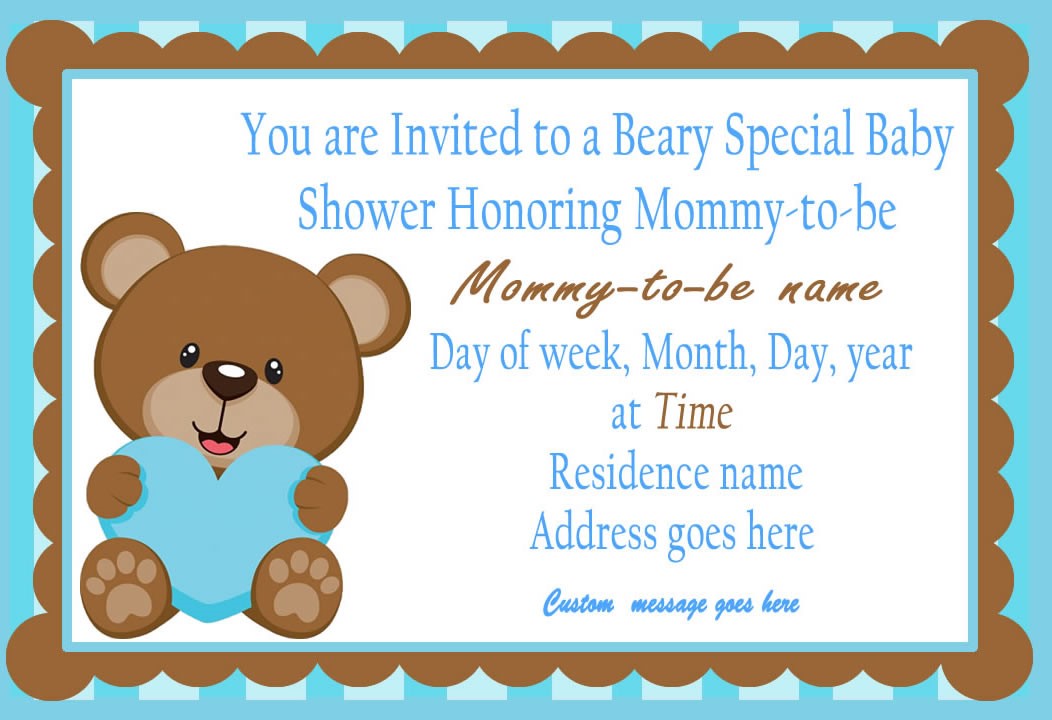 You are Invited to a Beary Special Baby
Shower Honoring Mommy-to-be
Mommy-to-be name
Day of week, Month, Day, year
at Time
Residence name
Address goes here
Custom message goes here